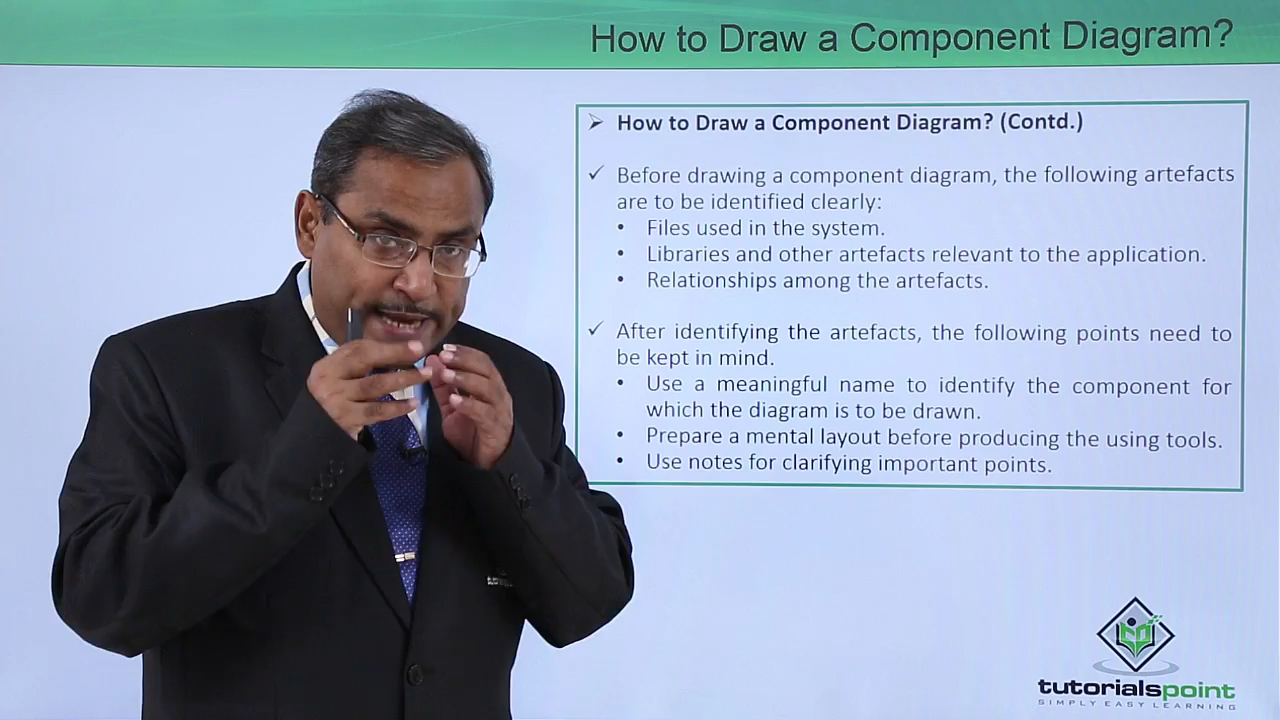 How to Draw a Component Diagram?
➢ How to Draw a Component Diagram? (Contd.)
✓ Before drawing a component diagram, the following artefacts
are to be identified clearly:
• Files used in the system.
• Libraries and other artefacts relevant to the application.
• Relationships among the artefacts.
✓ After identifying the artefacts, the following points need to
be kept in mind.
• Use a meaningful name to identify the component for
which the diagram is to be drawn.
• Prepare a mental layout before producing the using tools.
• Use notes for clarifying important points.
tutorialspoint
SIMPLY EASY LEARNING